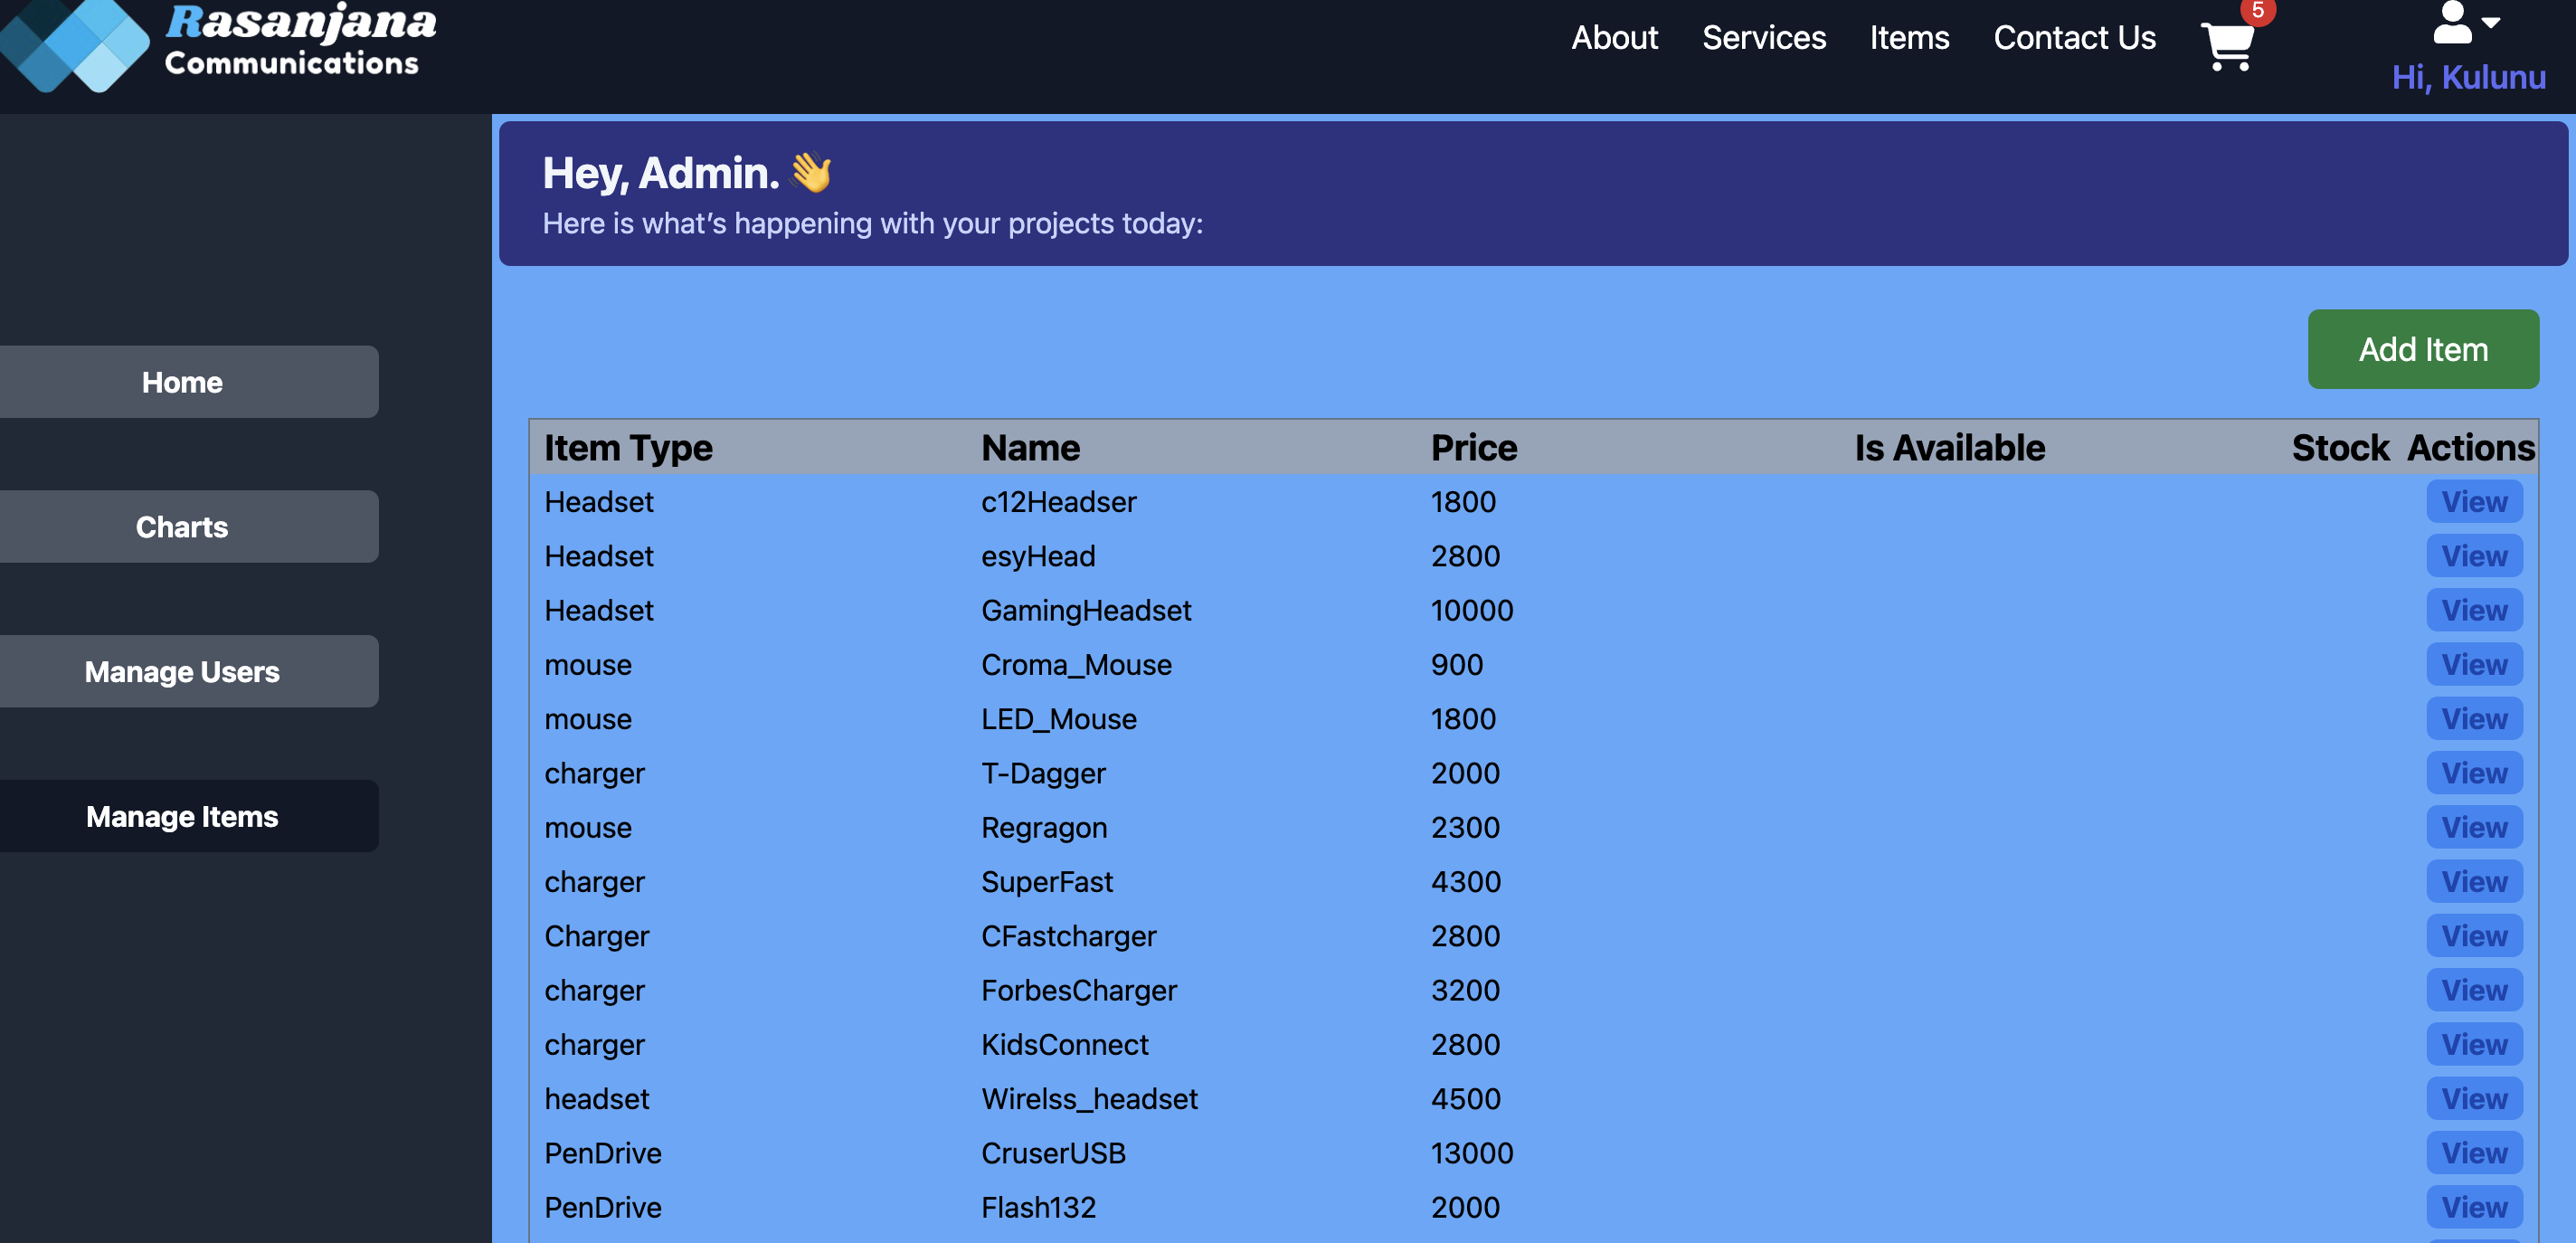 Rasanjana
Communications
About Services Items Contact Us 5
Hi, Kulunu
Hey, Admin. 👋
Here is what’s happening with your projects today:
Home
Charts
Manage Users
Manage Items
Add Item
Item Type Name Price Is Available Stock Actions
Headset c12Headser 1800 View
Headset esyHead 2800 View
Headset GamingHeadset 10000 View
mouse Croma_Mouse 900 View
mouse LED_Mouse 1800 View
charger T-Dagger 2000 View
mouse Regragon 2300 View
charger SuperFast 4300 View
Charger CFastcharger 2800 View
charger ForbesCharger 3200 View
charger KidsConnect 2800 View
headset Wirelss_headset 4500 View
PenDrive CruserUSB 13000 View
PenDrive Flash132 2000 View